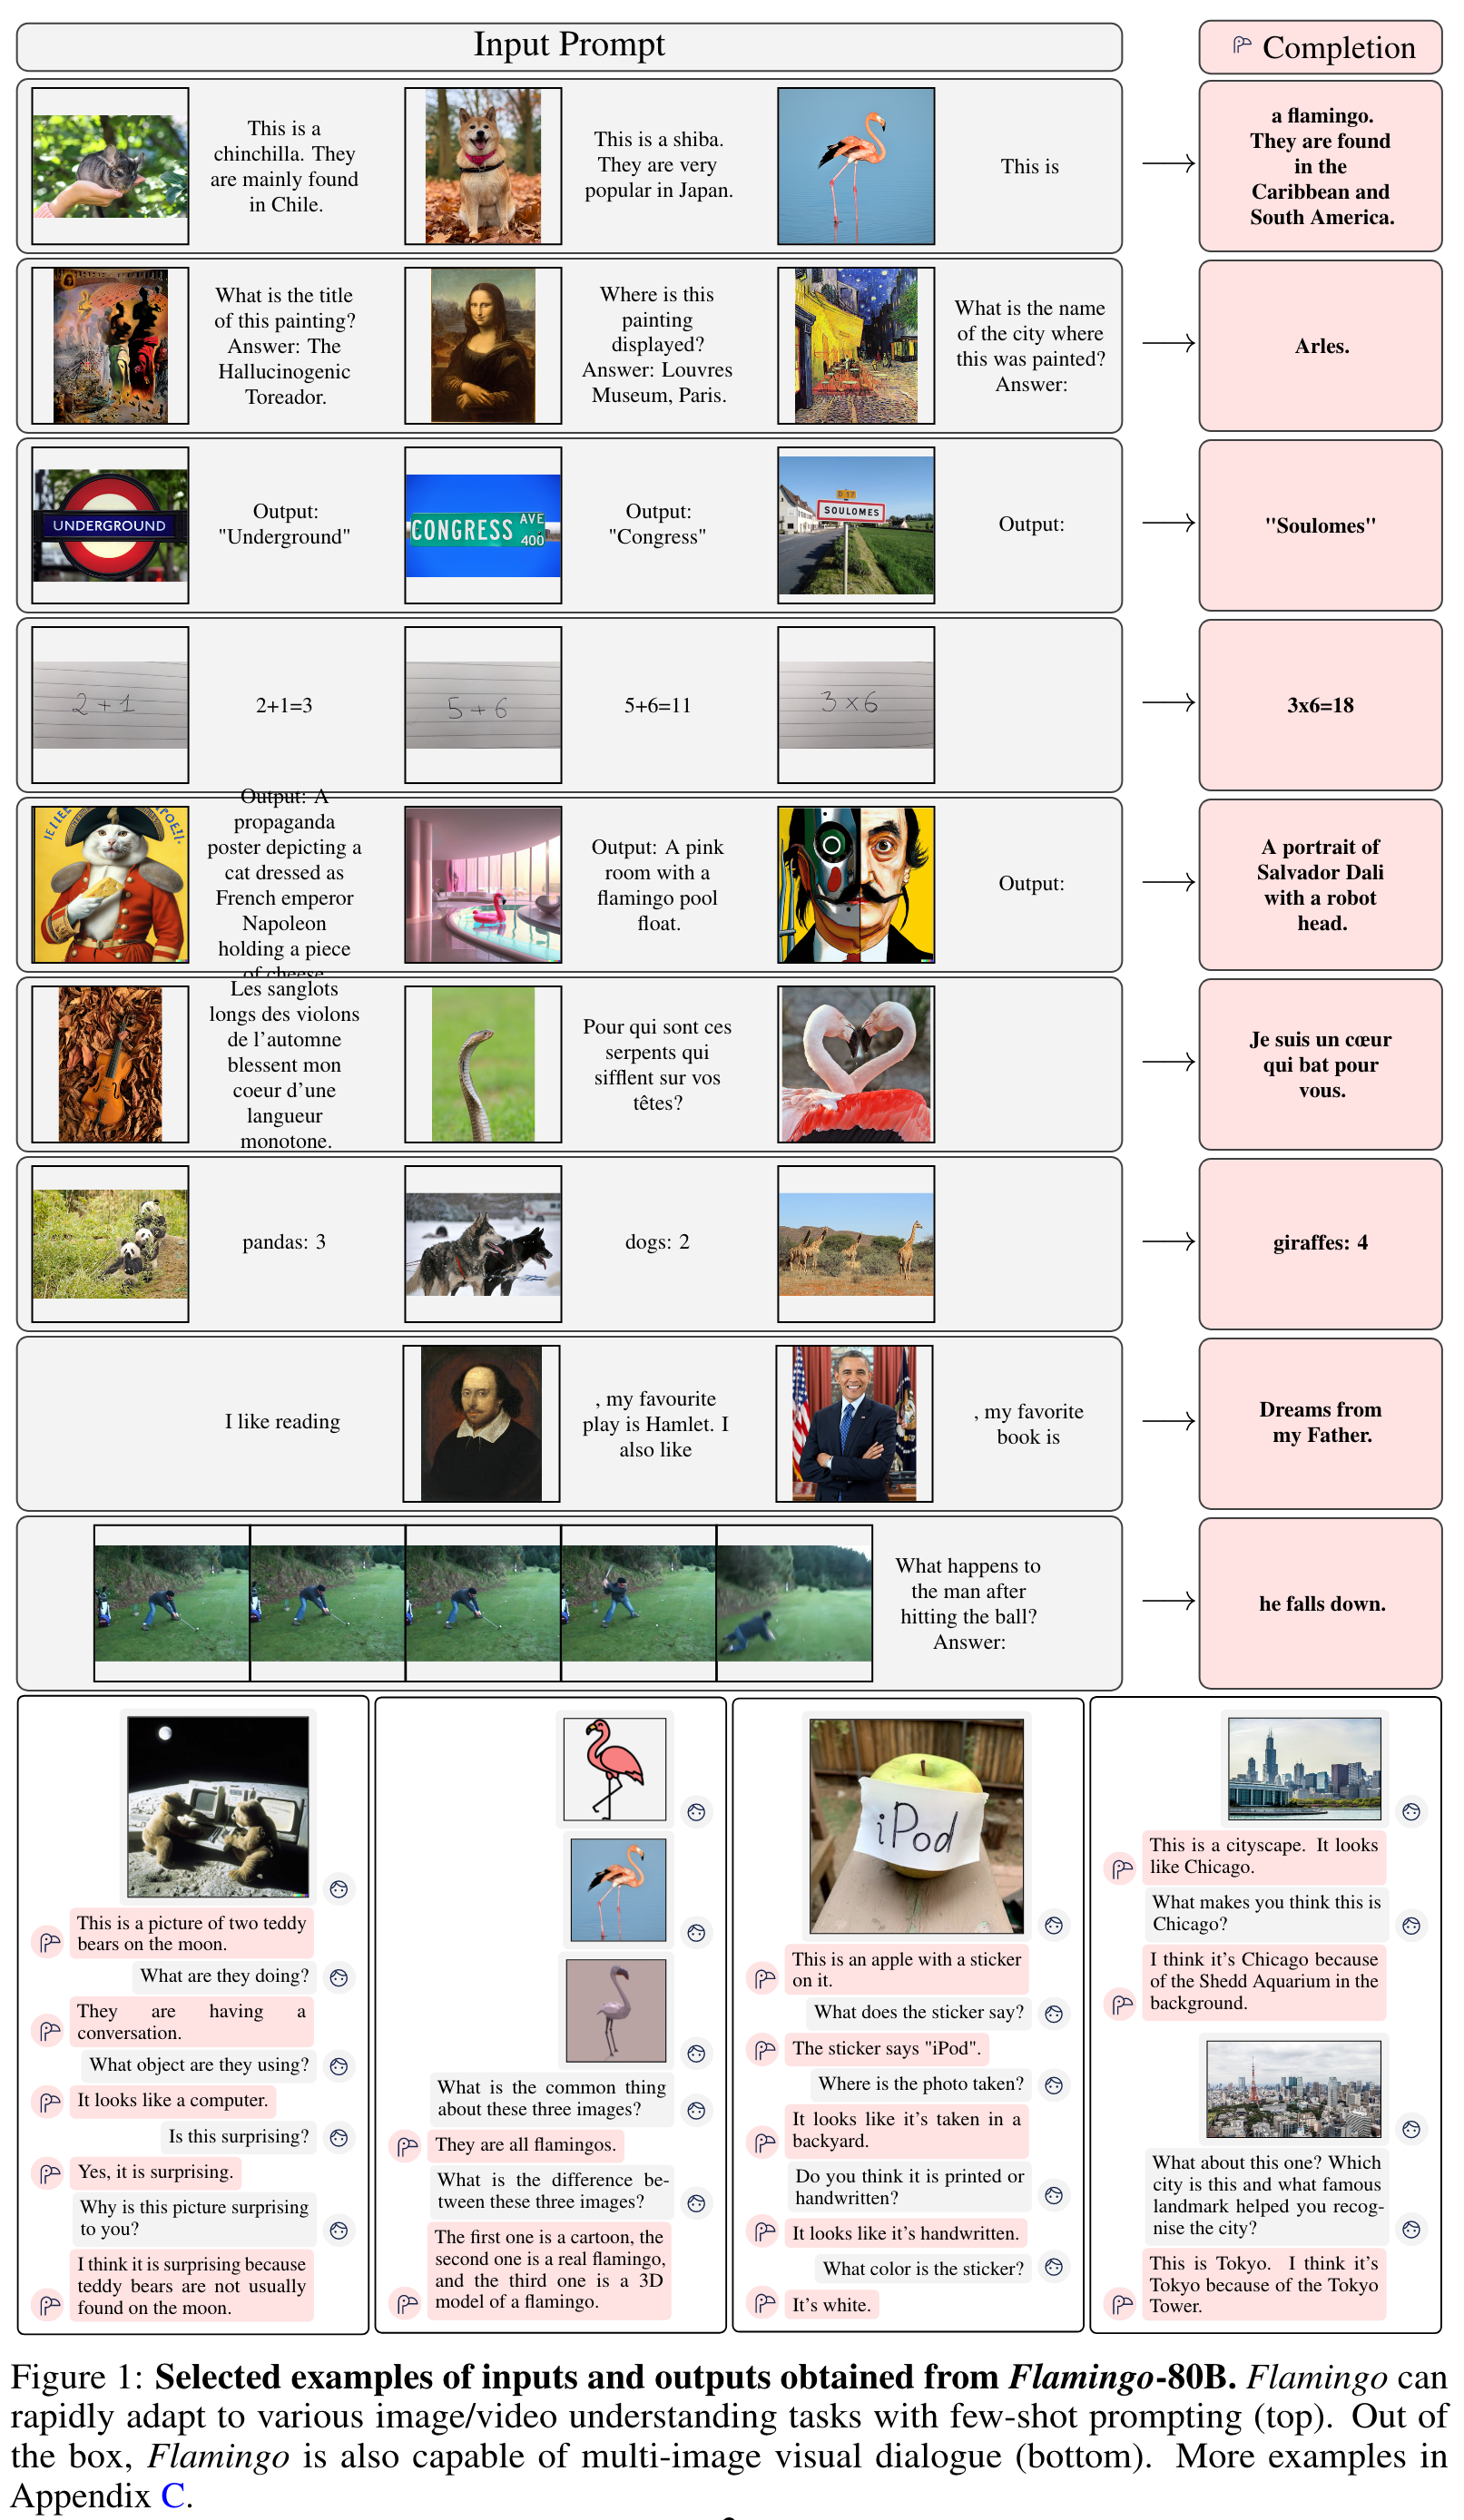 Input Prompt
Completion
This is a
chinchilla. They
are mainly found
in Chile.
This is a shiba.
They are very
popular in Japan.
This is
a flamingo.
They are found
in the
Caribbean and
South America.
What is the title
of this painting?
Answer: The
Hallucinogenic
Toreador.
Where is this
painting
displayed?
Answer: Louvres
Museum, Paris.
What is the name
of the city where
this was painted?
Answer:
Arles.
UNDERGROUND
Output:
"Underground"
CONGRESS AVE
400
Output:
"Congress"
D 17
SOULOMES
Output:
"Soulomes"
2+1
2+1=3
5+6
5+6=11
3×6
3x6=18
Output: A
propaganda
poster depicting a
cat dressed as
French emperor
Napoleon
holding a piece
of cheese
Output: A pink
room with a
flamingo pool
float.
Output:
A portrait of
Salvador Dali
with a robot
head.
Les sanglots
longs des violons
de l'automne
blessent mon
coeur d'une
langueur
monotone.
Pour qui sont ces
serpents qui
sifflent sur vos
têtes?
Je suis un cœur
qui bat pour
vous.
pandas: 3
dogs: 2
giraffes: 4
I like reading
, my favourite
play is Hamlet. I
also like
, my favorite
book is
Dreams from
my Father.
What happens to
the man after
hitting the ball?
Answer:
he falls down.
This is a picture of two teddy
bears on the moon.
What are they doing?
They are having a
conversation.
What object are they using?
It looks like a computer.
Is this surprising?
Yes, it is surprising.
Why is this picture surprising
to you?
I think it is surprising because
teddy bears are not usually
found on the moon.
What is the common thing
about these three images?
They are all flamingos.
What is the difference be-
tween these three images?
The first one is a cartoon, the
second one is a real flamingo,
and the third one is a 3D
model of a flamingo.
iPod
This is an apple with a sticker
on it.
What does the sticker say?
The sticker says "iPod".
Where is the photo taken?
It looks like it's taken in a
backyard.
Do you think it is printed or
handwritten?
It looks like it's handwritten.
What color is the sticker?
It's white.
This is a cityscape. It looks
like Chicago.
What makes you think this is
Chicago?
I think it's Chicago because
of the Shedd Aquarium in the
background.
What about this one? Which
city is this and what famous
landmark helped you recog-
nise the city?
This is Tokyo. I think it's
Tokyo because of the Tokyo
Tower.
Figure 1: Selected examples of inputs and outputs obtained from Flamingo-80B. Flamingo can
rapidly adapt to various image/video understanding tasks with few-shot prompting (top). Out of
the box, Flamingo is also capable of multi-image visual dialogue (bottom). More examples in
Appendix C.